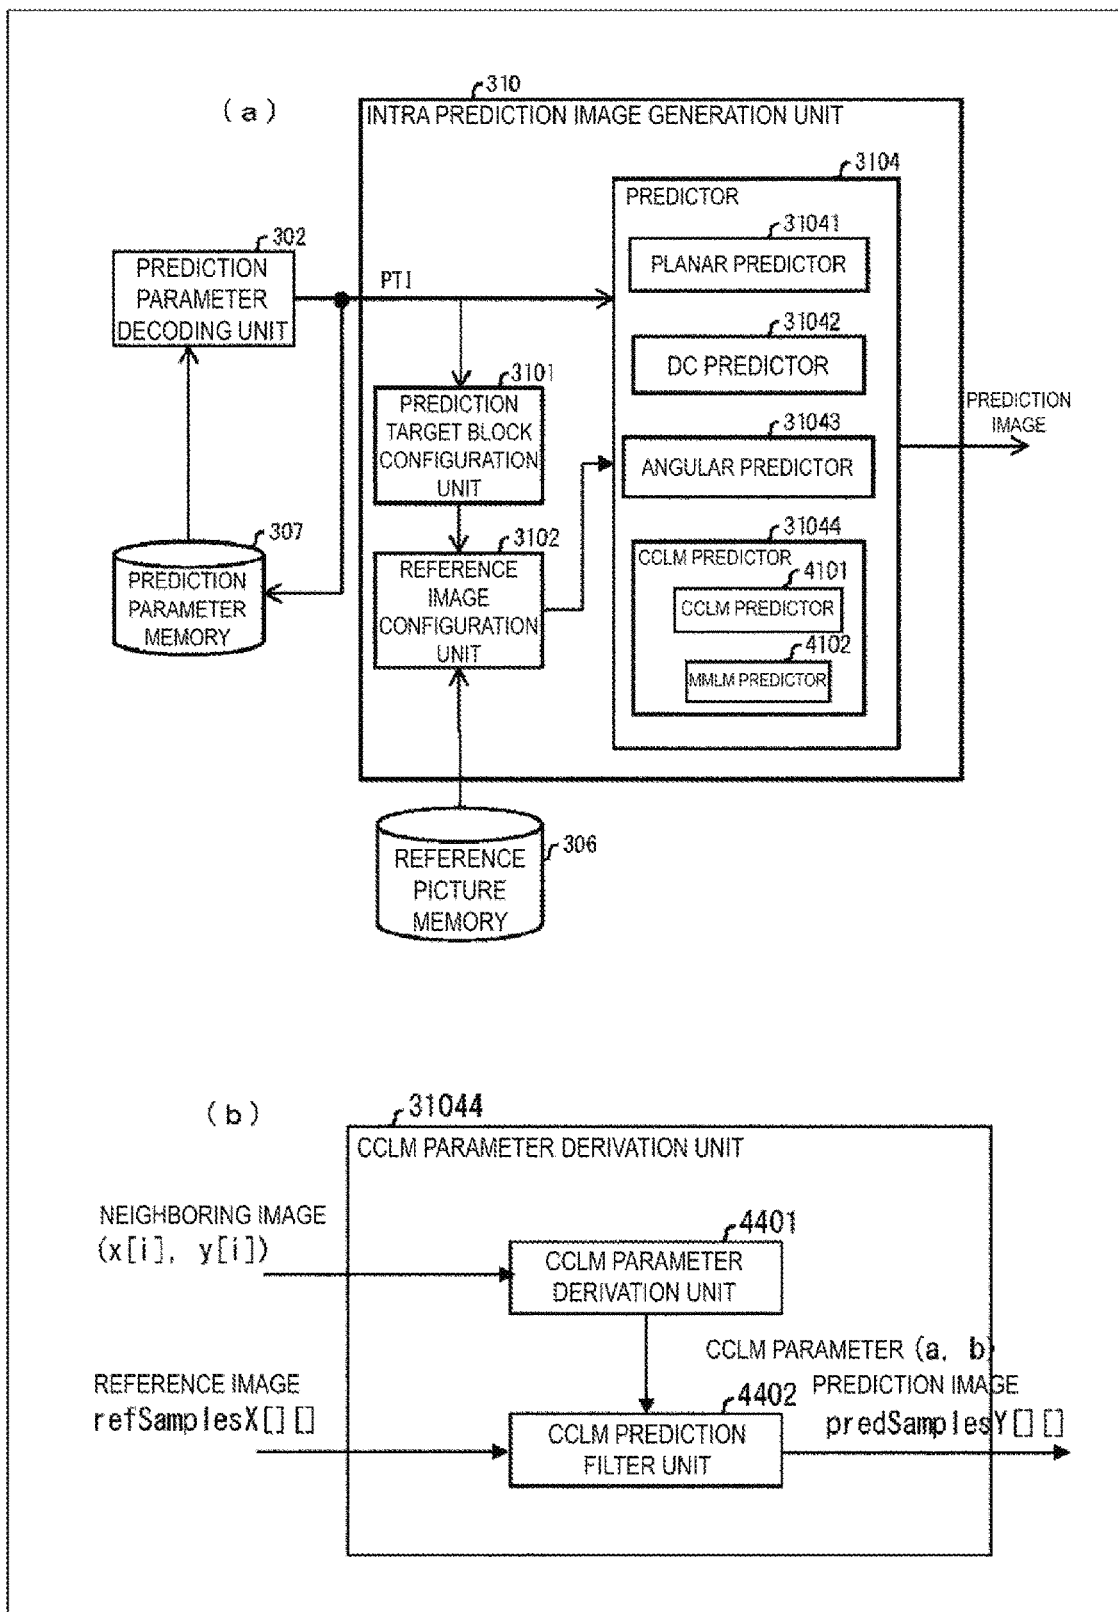 (a)
310
INTRA PREDICTION IMAGE GENERATION UNIT
3104
PREDICTOR
31041
PLANAR PREDICTOR
302
PREDICTION
PARAMETER
DECODING UNIT
PTI
31042
DC PREDICTOR
3101
PREDICTION
TARGET BLOCK
CONFIGURATION
UNIT
31043
ANGULAR PREDICTOR
PREDICTION
IMAGE
307
PREDICTION
PARAMETER
MEMORY
3102
REFERENCE
IMAGE
CONFIGURATION
UNIT
31044
CCLM PREDICTOR
4101
CCLM PREDICTOR
4102
MMLM PREDICTOR
306
REFERENCE
PICTURE
MEMORY
(b)
31044
CCLM PARAMETER DERIVATION UNIT
NEIGHBORING IMAGE
(x[i], y[i])
4401
CCLM PARAMETER
DERIVATION UNIT
CCLM PARAMETER (a, b)
REFERENCE IMAGE
refSamplesX[][]
4402
CCLM PREDICTION
FILTER UNIT
PREDICTION IMAGE
predSamplesY[][]